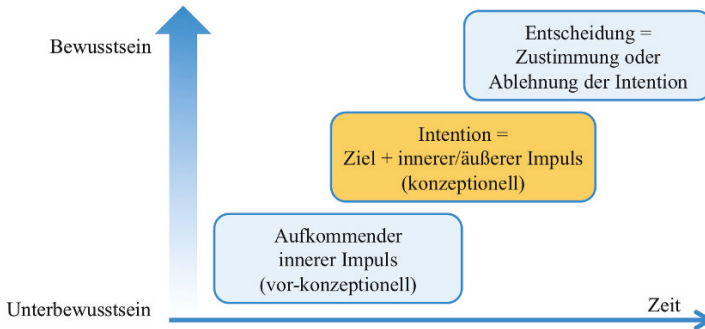 Bewusstsein
Entscheidung =
Zustimmung oder
Ablehnung der Intention
Intention =
Ziel + innerer/äußerer Impuls
(konzeptionell)
Aufkommender
innerer Impuls
(vor-konzeptionell)
Unterbewusstsein
Zeit